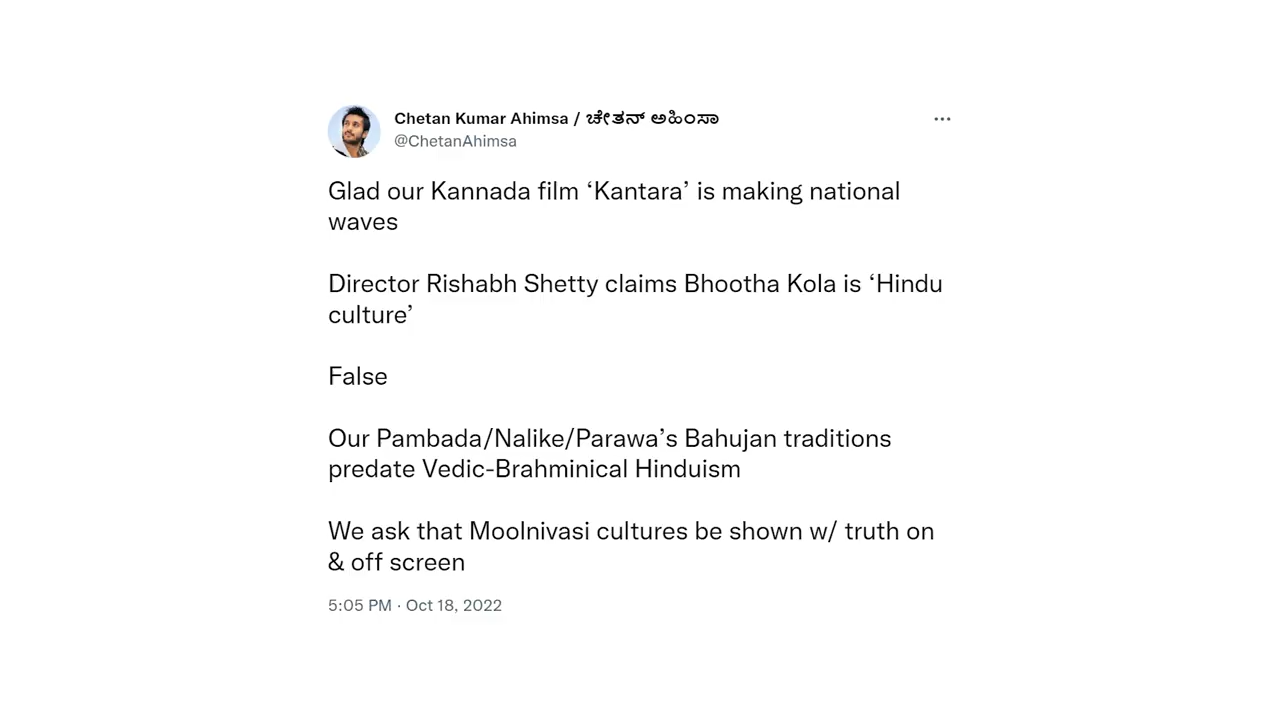 Chetan Kumar Ahimsa / ಚೇತನ್ ಅಹಿಂಸಾ
@ChetanAhimsa
Glad our Kannada film ‘Kantara’ is making national
waves
Director Rishabh Shetty claims Bhootha Kola is ‘Hindu
culture’
False
Our Pambada/Nalike/Parawa’s Bahujan traditions
predate Vedic-Brahminical Hinduism
We ask that Moolnivasi cultures be shown w/ truth on
& off screen
5:05 PM · Oct 18, 2022